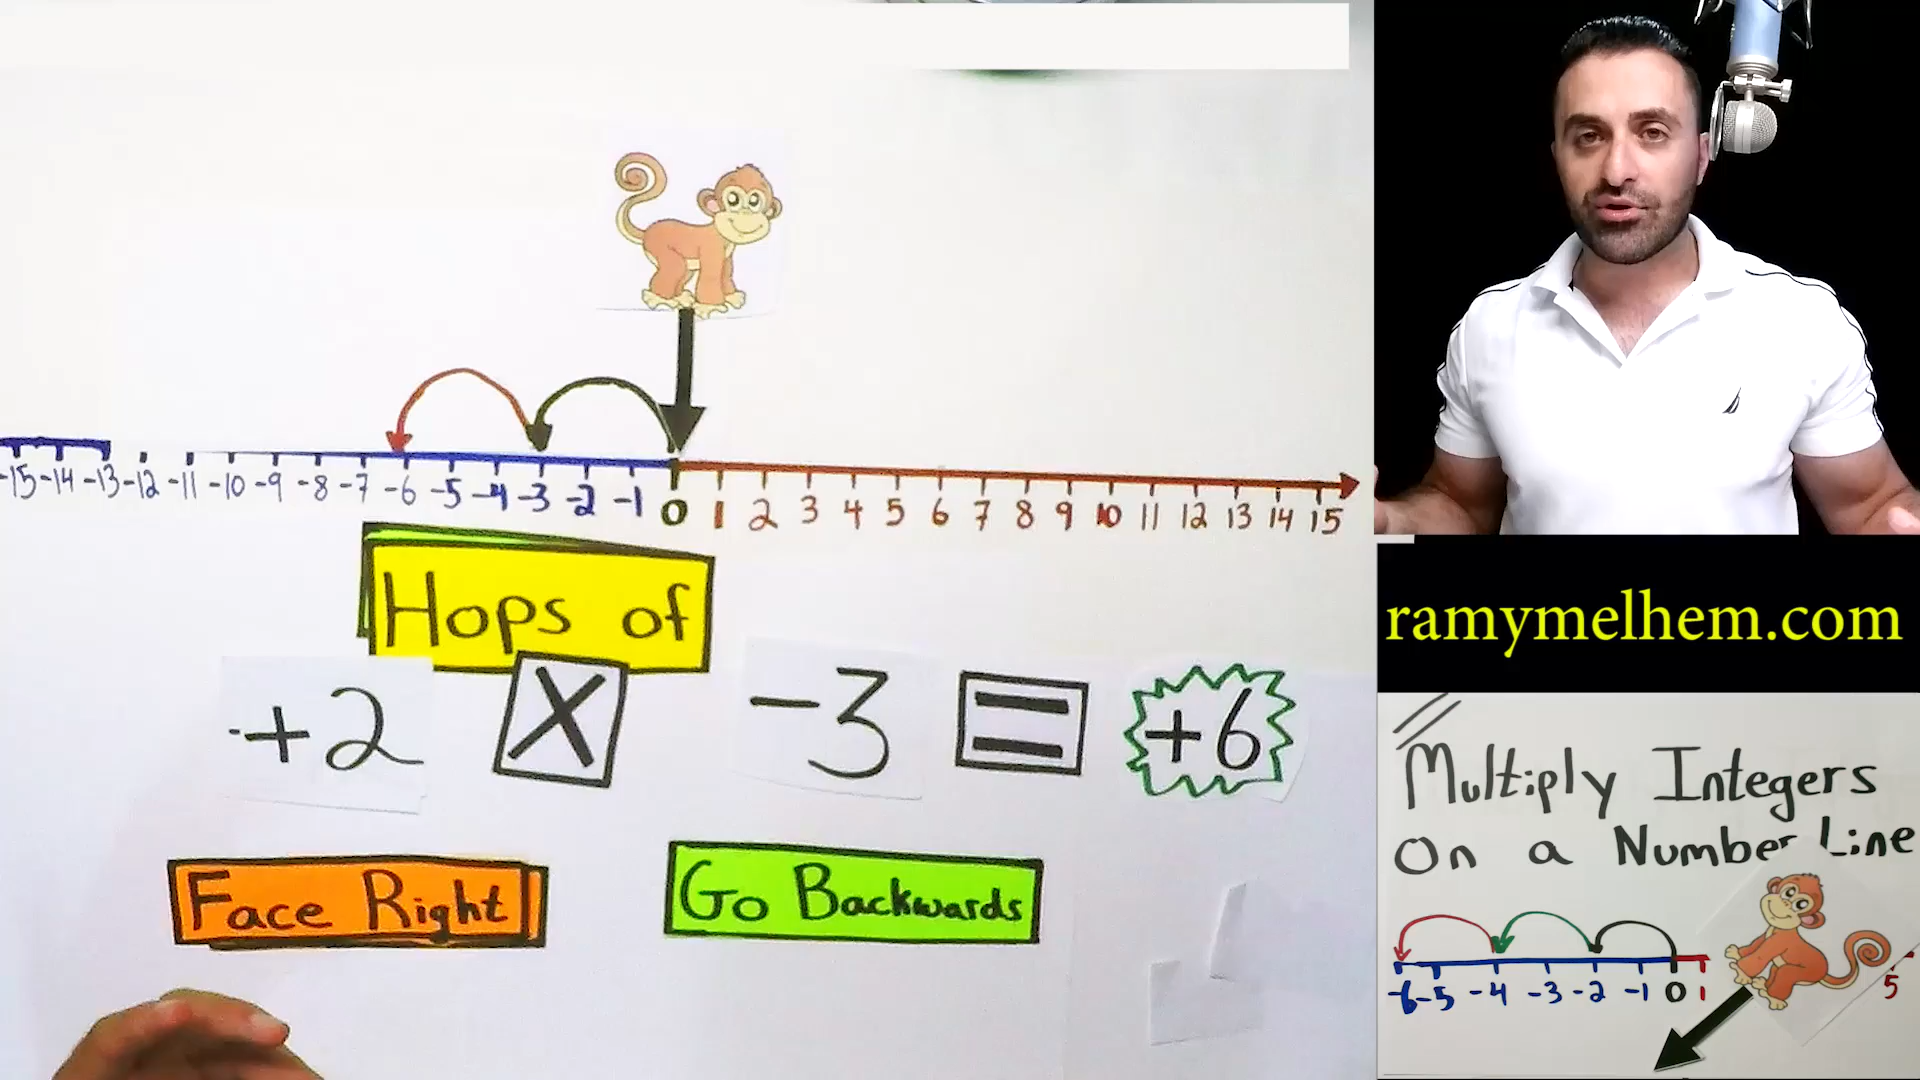 -15 -14 -13 -12 -11 -10 -9 -8 -7 -6 -5 -4 -3 -2 -1 0 1 2 3 4 5 6 7 8 9 10 11 12 13 14 15
Hops of
+2 X -3 = +6
Face Right
Go Backwards
ramymelhem.com
Multiply Integers
On a Number Line
-6 -5 -4 -3 -2 -1 0 1 5